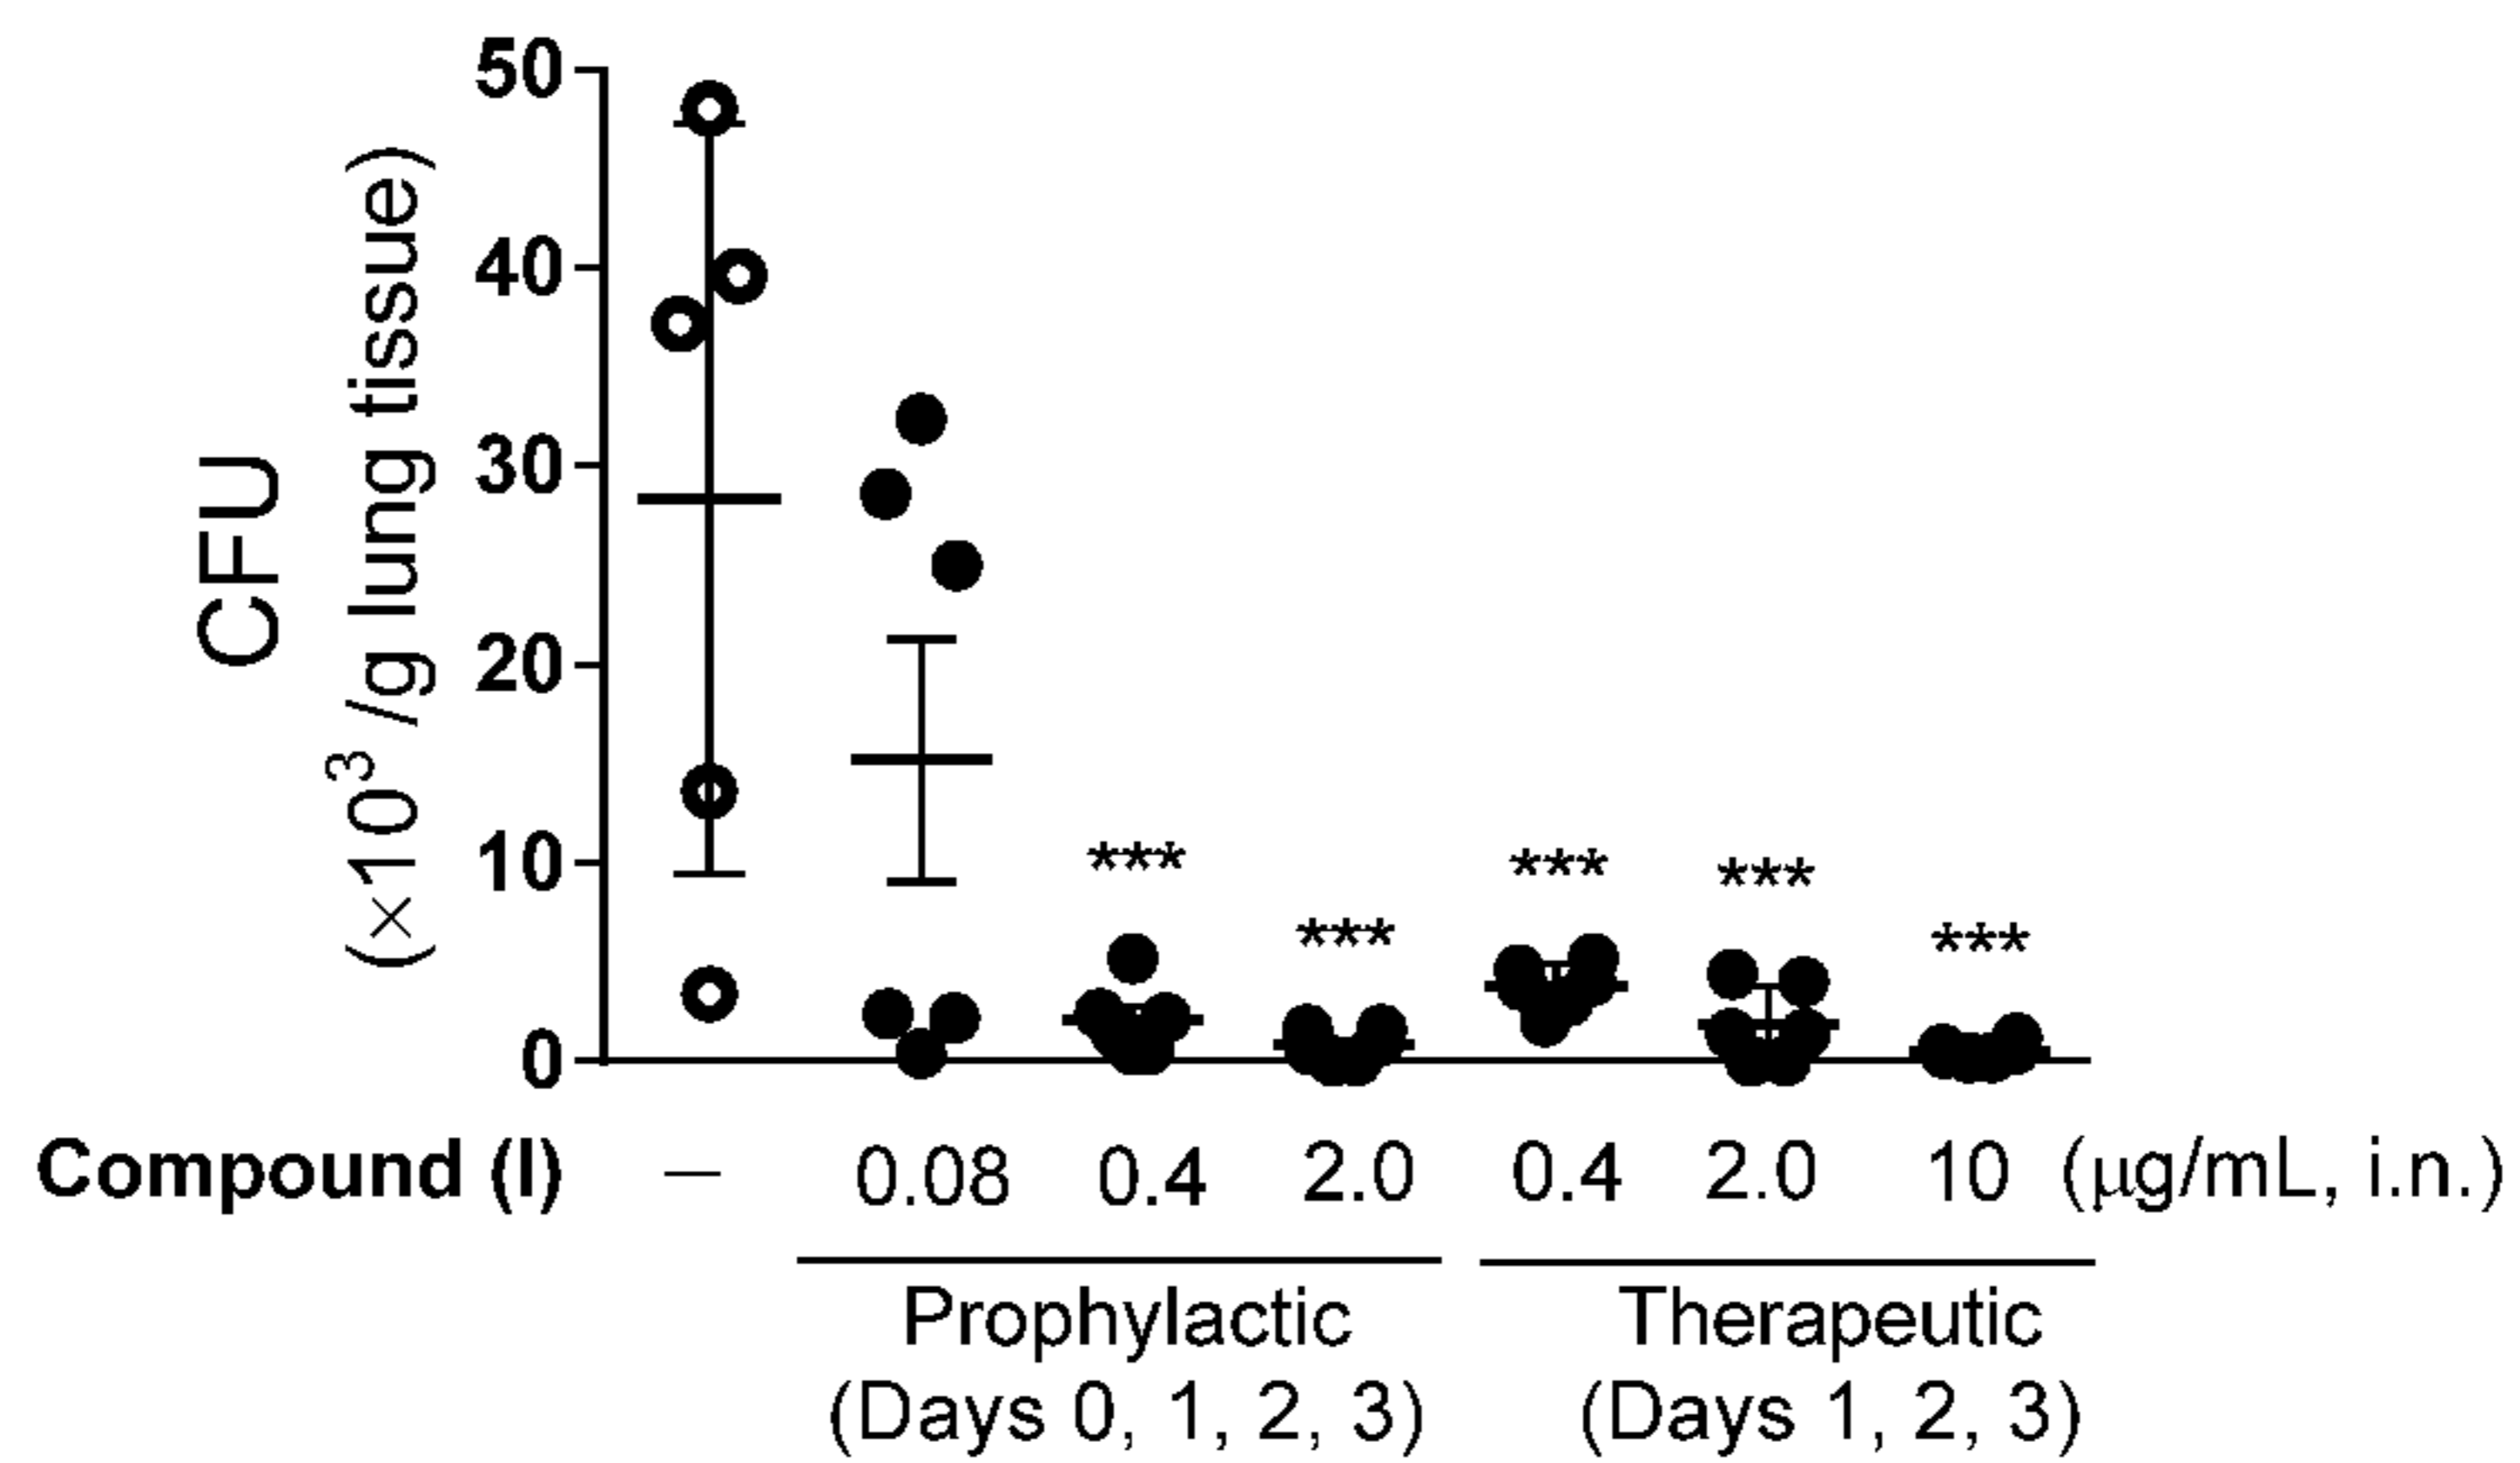 CFU
(×10³ /g lung tissue)
50
40
30
20
10
0
***
***
***
***
***
Compound (I) — 0.08 0.4 2.0 0.4 2.0 10 (μg/mL, i.n.)
Prophylactic
(Days 0, 1, 2, 3)
Therapeutic
(Days 1, 2, 3)